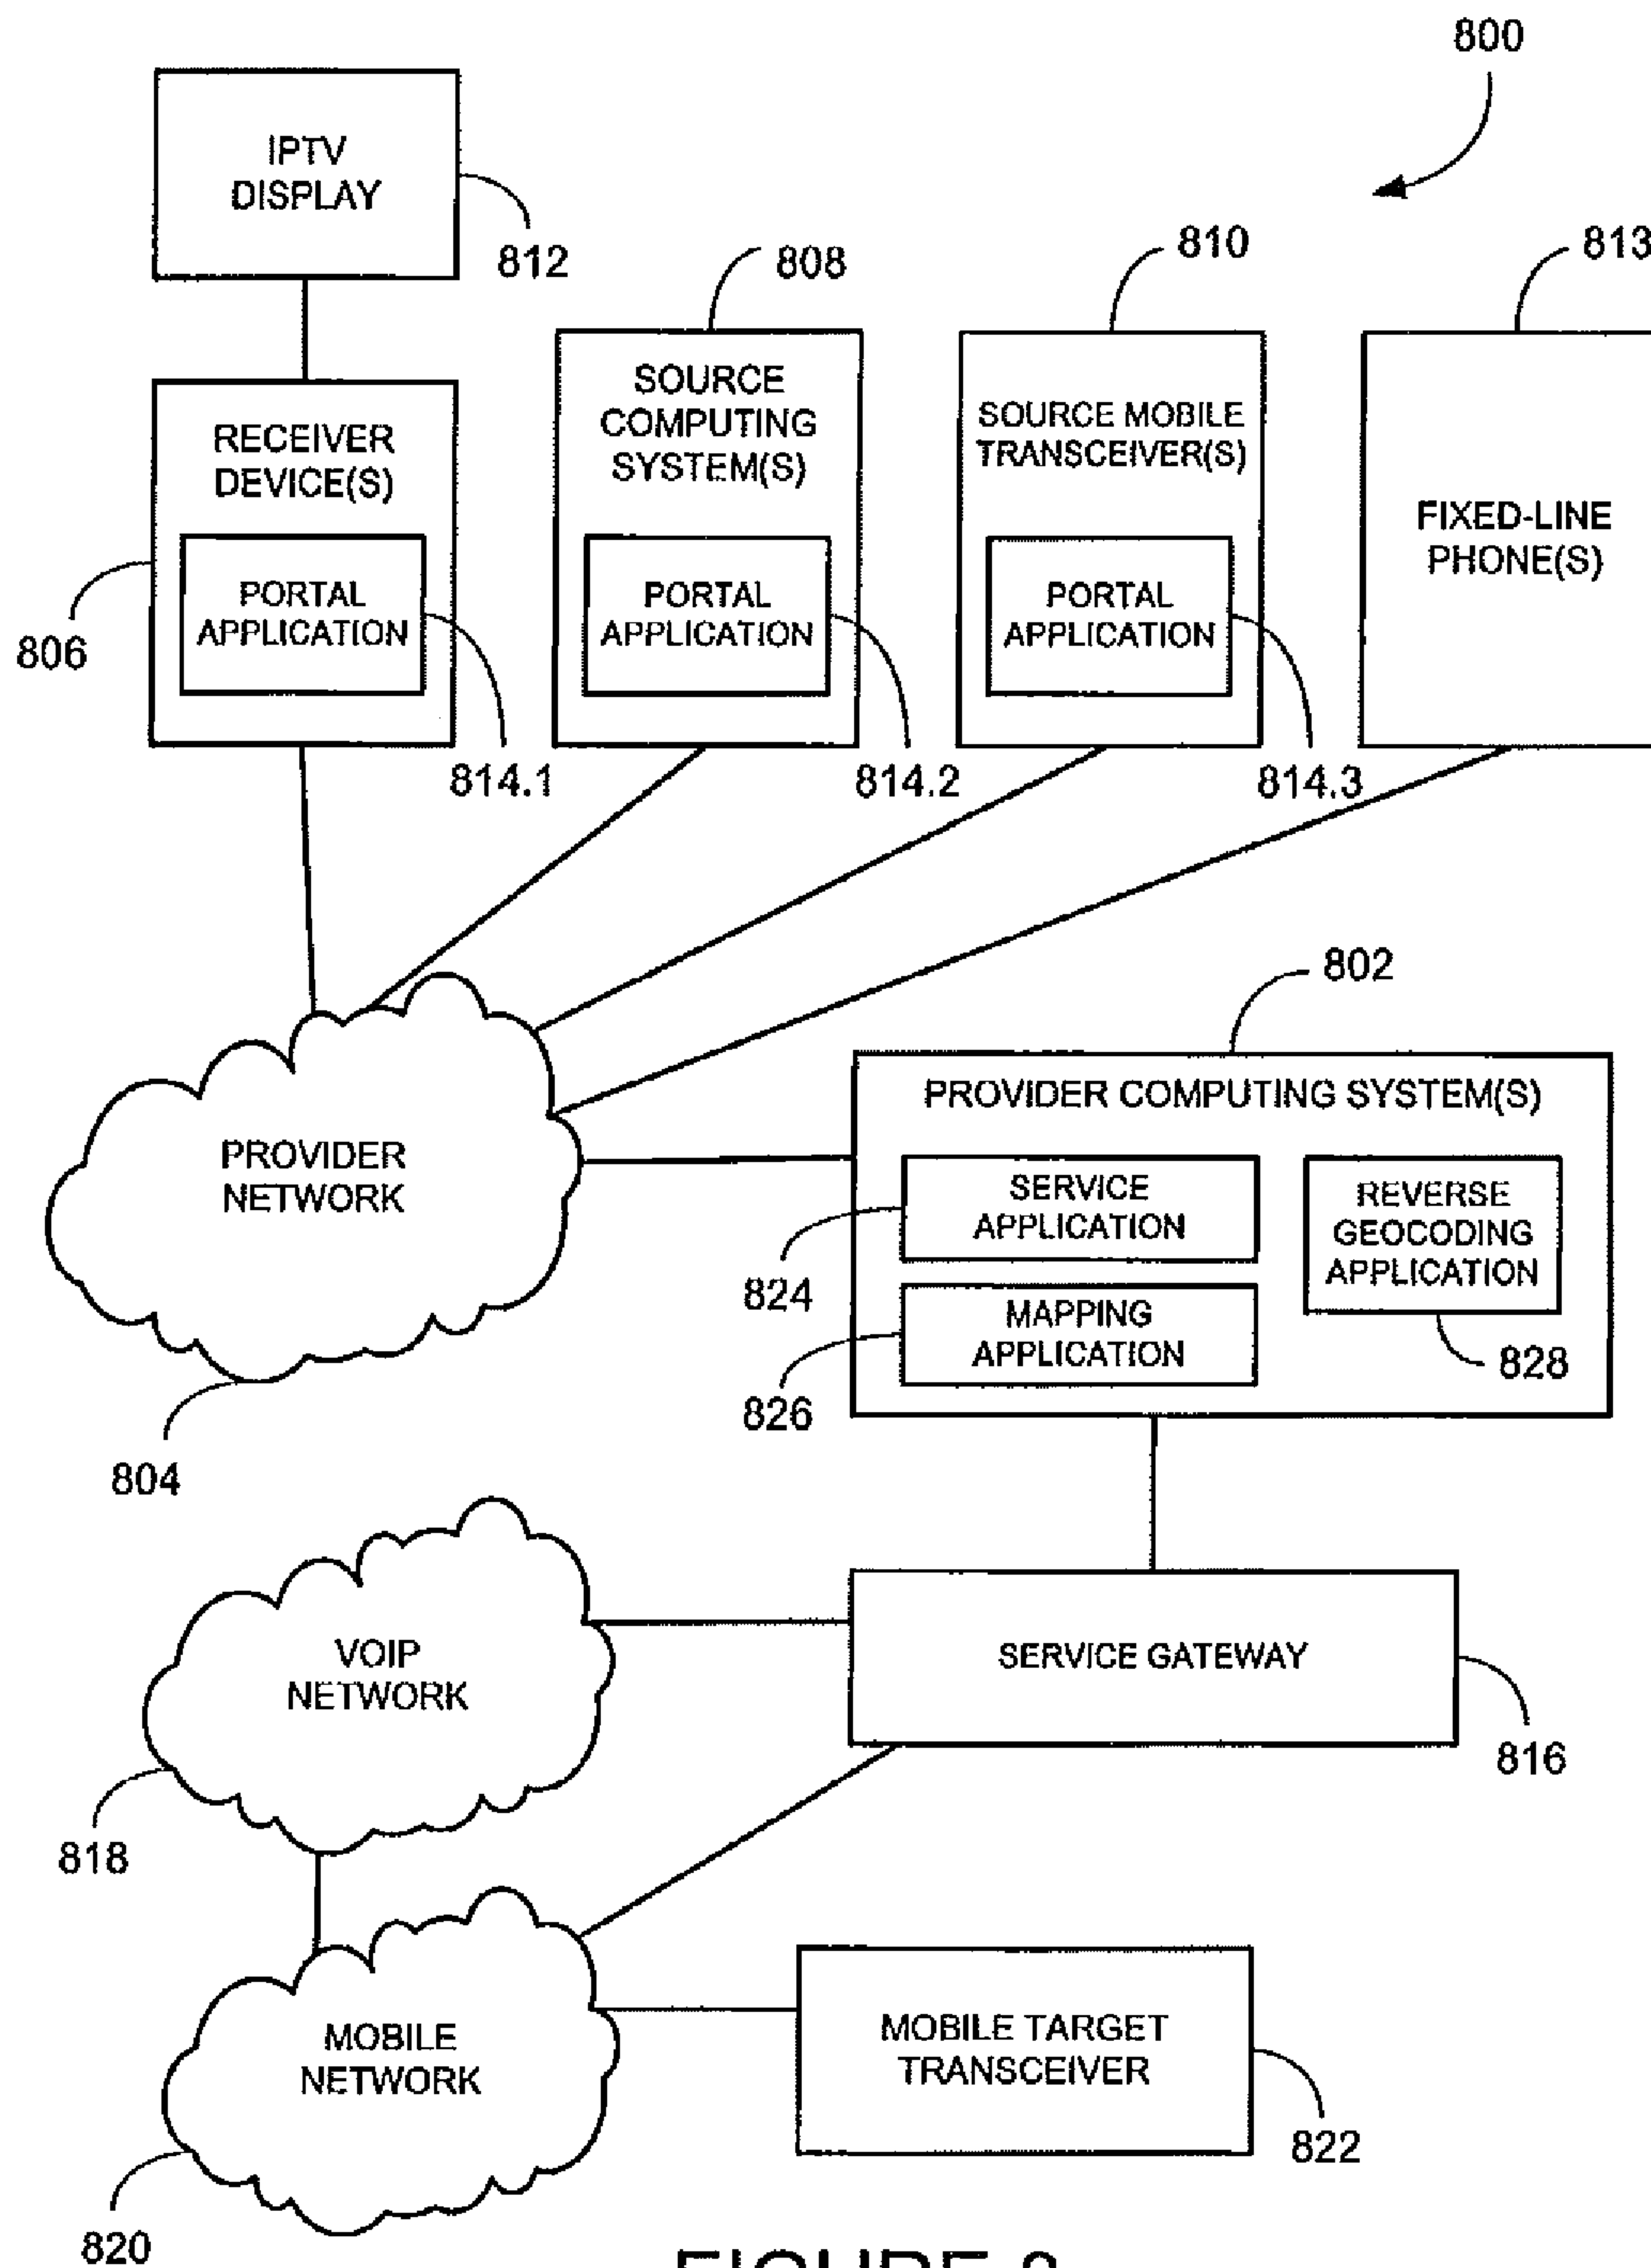 800
IPTV
DISPLAY
812
808
810
813
RECEIVER
DEVICE(S)
SOURCE
COMPUTING
SYSTEM(S)
SOURCE MOBILE
TRANSCEIVER(S)
FIXED-LINE
PHONE(S)
PORTAL
APPLICATION
PORTAL
APPLICATION
PORTAL
APPLICATION
806
814.1
814.2
814.3
802
PROVIDER
NETWORK
PROVIDER COMPUTING SYSTEM(S)
SERVICE
APPLICATION
REVERSE
GEOCODING
APPLICATION
824
MAPPING
APPLICATION
826
828
804
VOIP
NETWORK
SERVICE GATEWAY
816
818
MOBILE
NETWORK
MOBILE TARGET
TRANSCEIVER
822
820